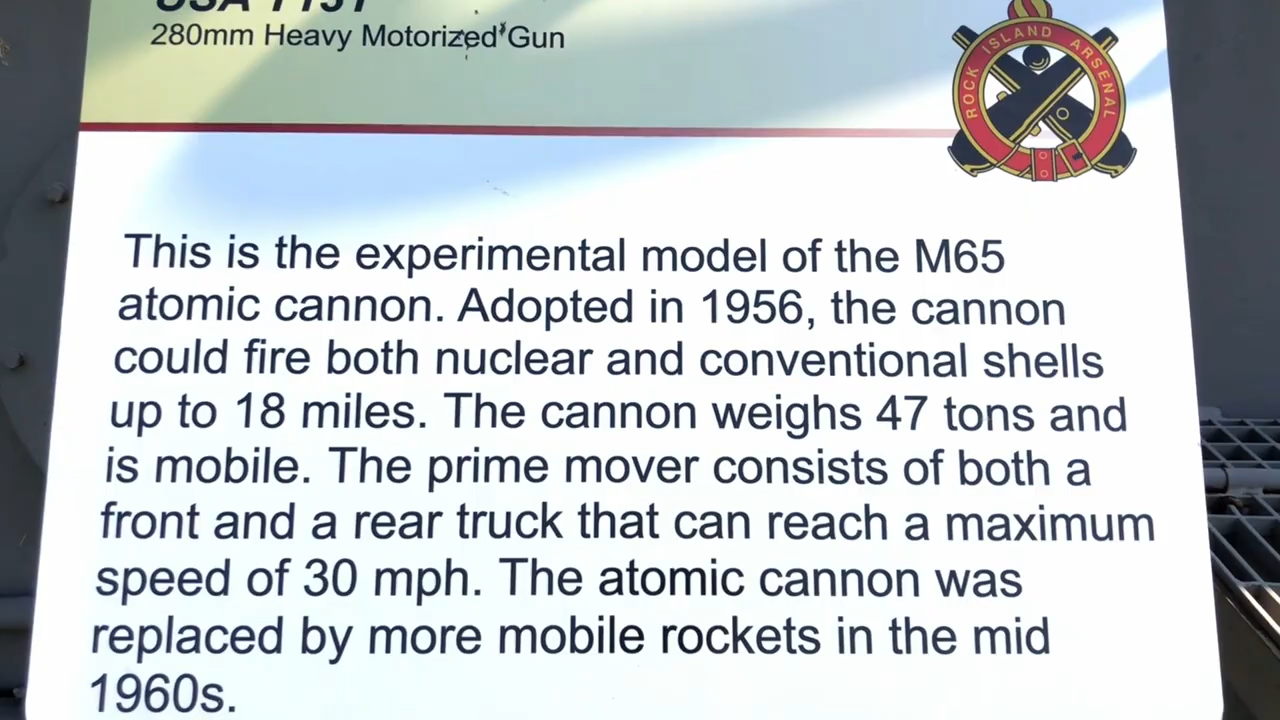 280mm Heavy Motorized Gun
ROCK ISLAND ARSENAL
This is the experimental model of the M65
atomic cannon. Adopted in 1956, the cannon
could fire both nuclear and conventional shells
up to 18 miles. The cannon weighs 47 tons and
is mobile. The prime mover consists of both a
front and a rear truck that can reach a maximum
speed of 30 mph. The atomic cannon was
replaced by more mobile rockets in the mid
1960s.